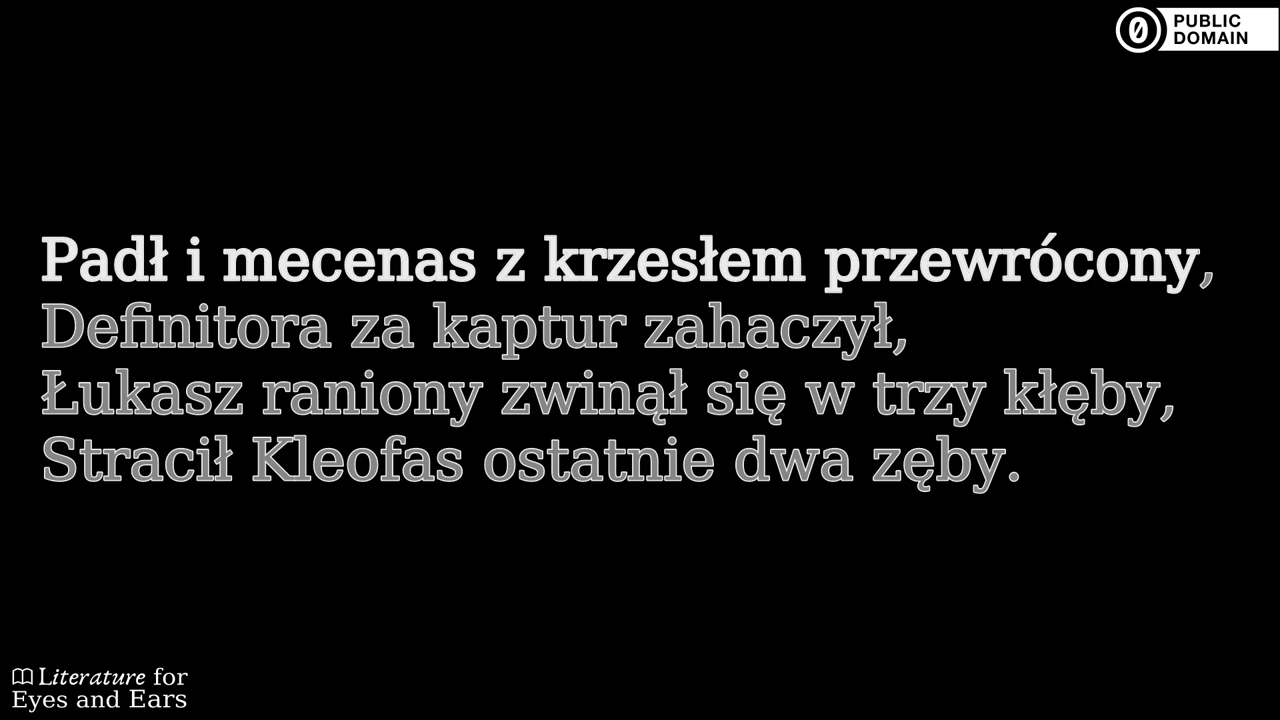 PUBLIC
DOMAIN
Padł i mecenas z krzesłem przewrócony,
Definitora za kaptur zahaczył,
Łukasz raniony zwinął się w trzy kłęby,
Stracił Kleofas ostatnie dwa zęby.
Literature for
Eyes and Ears